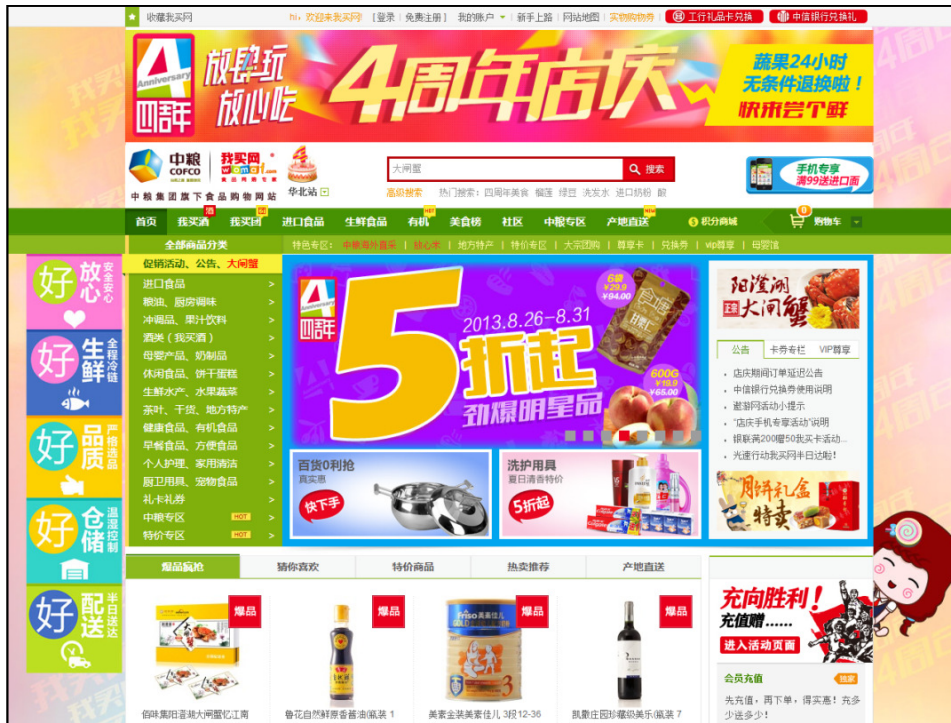 收藏我买网
hi，欢迎来我买网! [登录 | 免费注册] 我的账户 | 新手上路 | 网站地图 | 实物购物券
工行礼品卡兑换
中信银行兑换礼
4
Anniversary
四周年
放肆玩
放心吃
4周年店庆
蔬果24小时
无条件退换啦！
快来尝个鲜
中粮
COFCO
我买网
womai
中粮集团旗下食品购物网站
华北站
大闸蟹
搜索
高级搜索 热门搜索: 四周年美食 榴莲 绿豆 洗发水 进口奶粉 酸
手机专享
满99送进口面
首页 我买酒 酒 我买团 进口食品 生鲜食品 有机 HOT 美食榜 社区 中粮专区 产地直送 NEW 积分商城 0 购物车
全部商品分类
特色专区: 中粮海外直采 | 放心米 | 地方特产 | 特价专区 | 大宗团购 | 尊享卡 | 兑换券 | vip尊享 | 母婴馆
促销活动、公告、大闸蟹
进口食品 >
粮油、厨房调味 >
冲调品、果汁饮料 >
酒类（我买酒） >
母婴产品、奶制品 >
休闲食品、饼干蛋糕 >
生鲜水产、水果蔬菜 >
茶叶、干货、地方特产 >
健康食品、有机食品 >
早餐食品、方便食品 >
个人护理、家用清洁 >
厨卫用具、宠物食品 >
礼卡礼券 >
中粮专区 HOT >
特价专区 HOT >
好放心
安全安心
好生鲜
全程冷链
好品质
严格选品
好仓储
温湿控制
好配送
半日送达
4
Anniversary
四周年
2013.8.26-8.31
5折起
劲爆明星品
6袋
¥29.9
¥94.00
600G
¥19.9
¥65.00
百货0利抢
真实惠
快下手
洗护用具
夏日清香特价
5折起
阳澄湖
正宗
大闸蟹
公告 卡券专栏 VIP尊享
店庆期间订单延迟公告
中信银行兑换券使用说明
遨游网活动小提示
“店庆手机专享活动”说明
银联满200赠50我买卡活动...
光速行动我买网半日达啦!
月饼礼盒
特卖
爆品疯抢 猜你喜欢 特价商品 热卖推荐 产地直送
爆品
爆品
爆品
爆品
Friso 美素佳儿
3
佰味集阳澄湖大闸蟹忆江南
鲁花自然鲜原香酱油(瓶装 1
美素金装美素佳儿 3段12-36
凯撒庄园珍藏级美乐(瓶装 7
充向胜利！
充值赠......
进入活动页面
会员充值
独家
先充值，再下单，得实惠！充多
少送多少！